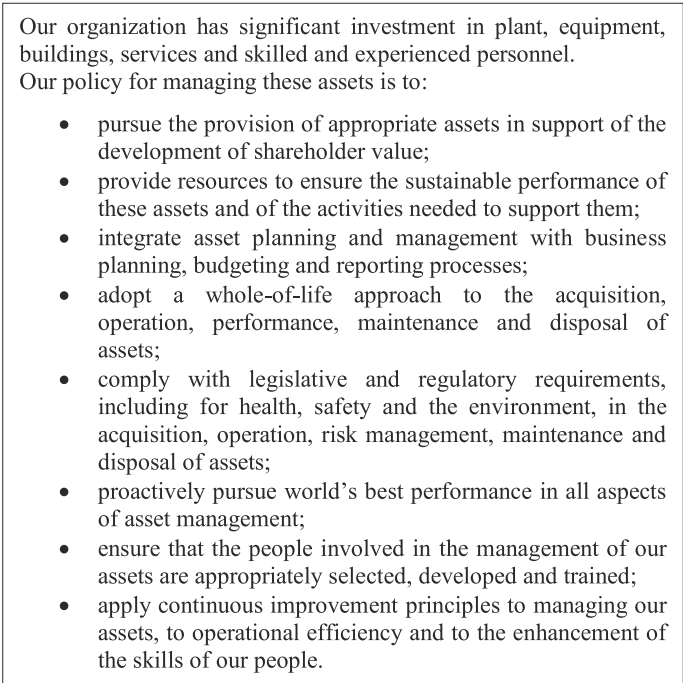 Our organization has significant investment in plant, equipment,
buildings, services and skilled and experienced personnel.
Our policy for managing these assets is to:
• pursue the provision of appropriate assets in support of the
development of shareholder value;
• provide resources to ensure the sustainable performance of
these assets and of the activities needed to support them;
• integrate asset planning and management with business
planning, budgeting and reporting processes;
• adopt a whole-of-life approach to the acquisition,
operation, performance, maintenance and disposal of
assets;
• comply with legislative and regulatory requirements,
including for health, safety and the environment, in the
acquisition, operation, risk management, maintenance and
disposal of assets;
• proactively pursue world’s best performance in all aspects
of asset management;
• ensure that the people involved in the management of our
assets are appropriately selected, developed and trained;
• apply continuous improvement principles to managing our
assets, to operational efficiency and to the enhancement of
the skills of our people.